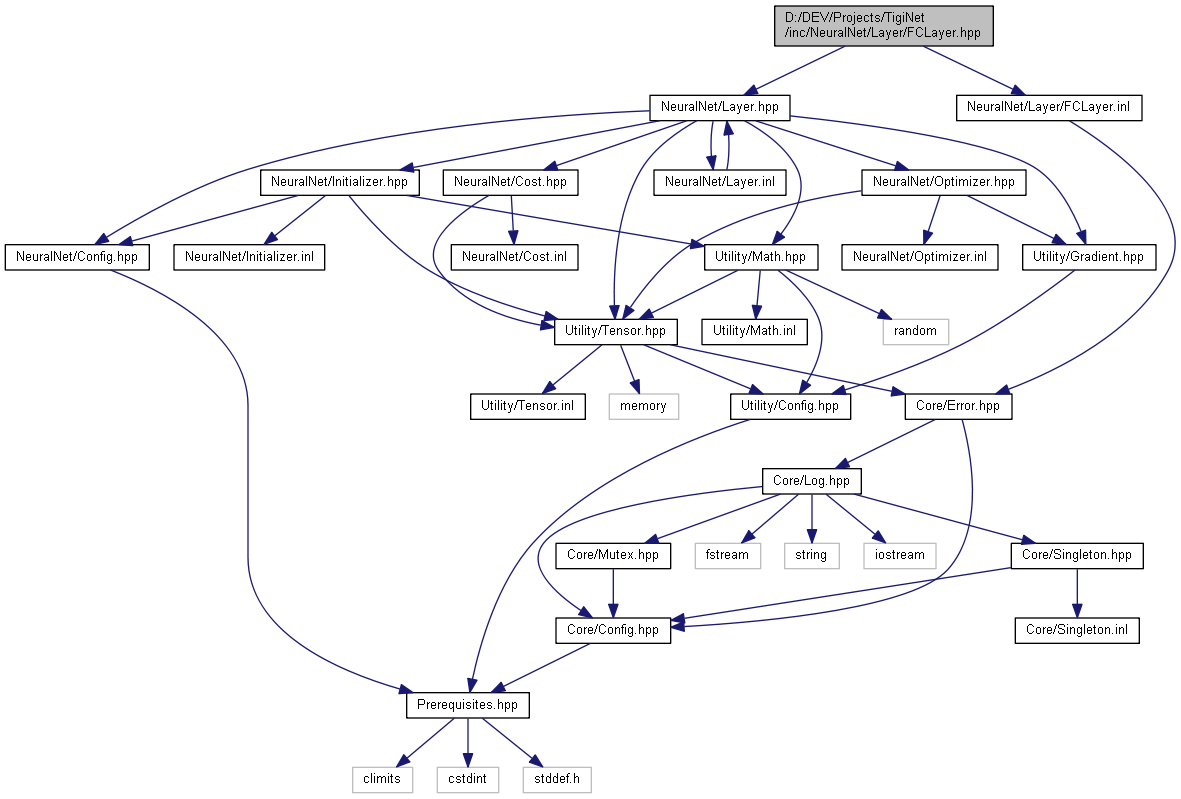 D:/DEV/Projects/TigiNet
/inc/NeuralNet/Layer/FCLayer.hpp
NeuralNet/Layer.hpp
NeuralNet/Layer/FCLayer.inl
NeuralNet/Initializer.hpp
NeuralNet/Cost.hpp
NeuralNet/Layer.inl
NeuralNet/Optimizer.hpp
NeuralNet/Config.hpp
NeuralNet/Initializer.inl
NeuralNet/Cost.inl
Utility/Math.hpp
NeuralNet/Optimizer.inl
Utility/Gradient.hpp
Utility/Tensor.hpp
Utility/Math.inl
random
Utility/Tensor.inl
memory
Utility/Config.hpp
Core/Error.hpp
Core/Log.hpp
Core/Mutex.hpp
fstream
string
iostream
Core/Singleton.hpp
Core/Config.hpp
Core/Singleton.inl
Prerequisites.hpp
climits
cstdint
stddef.h